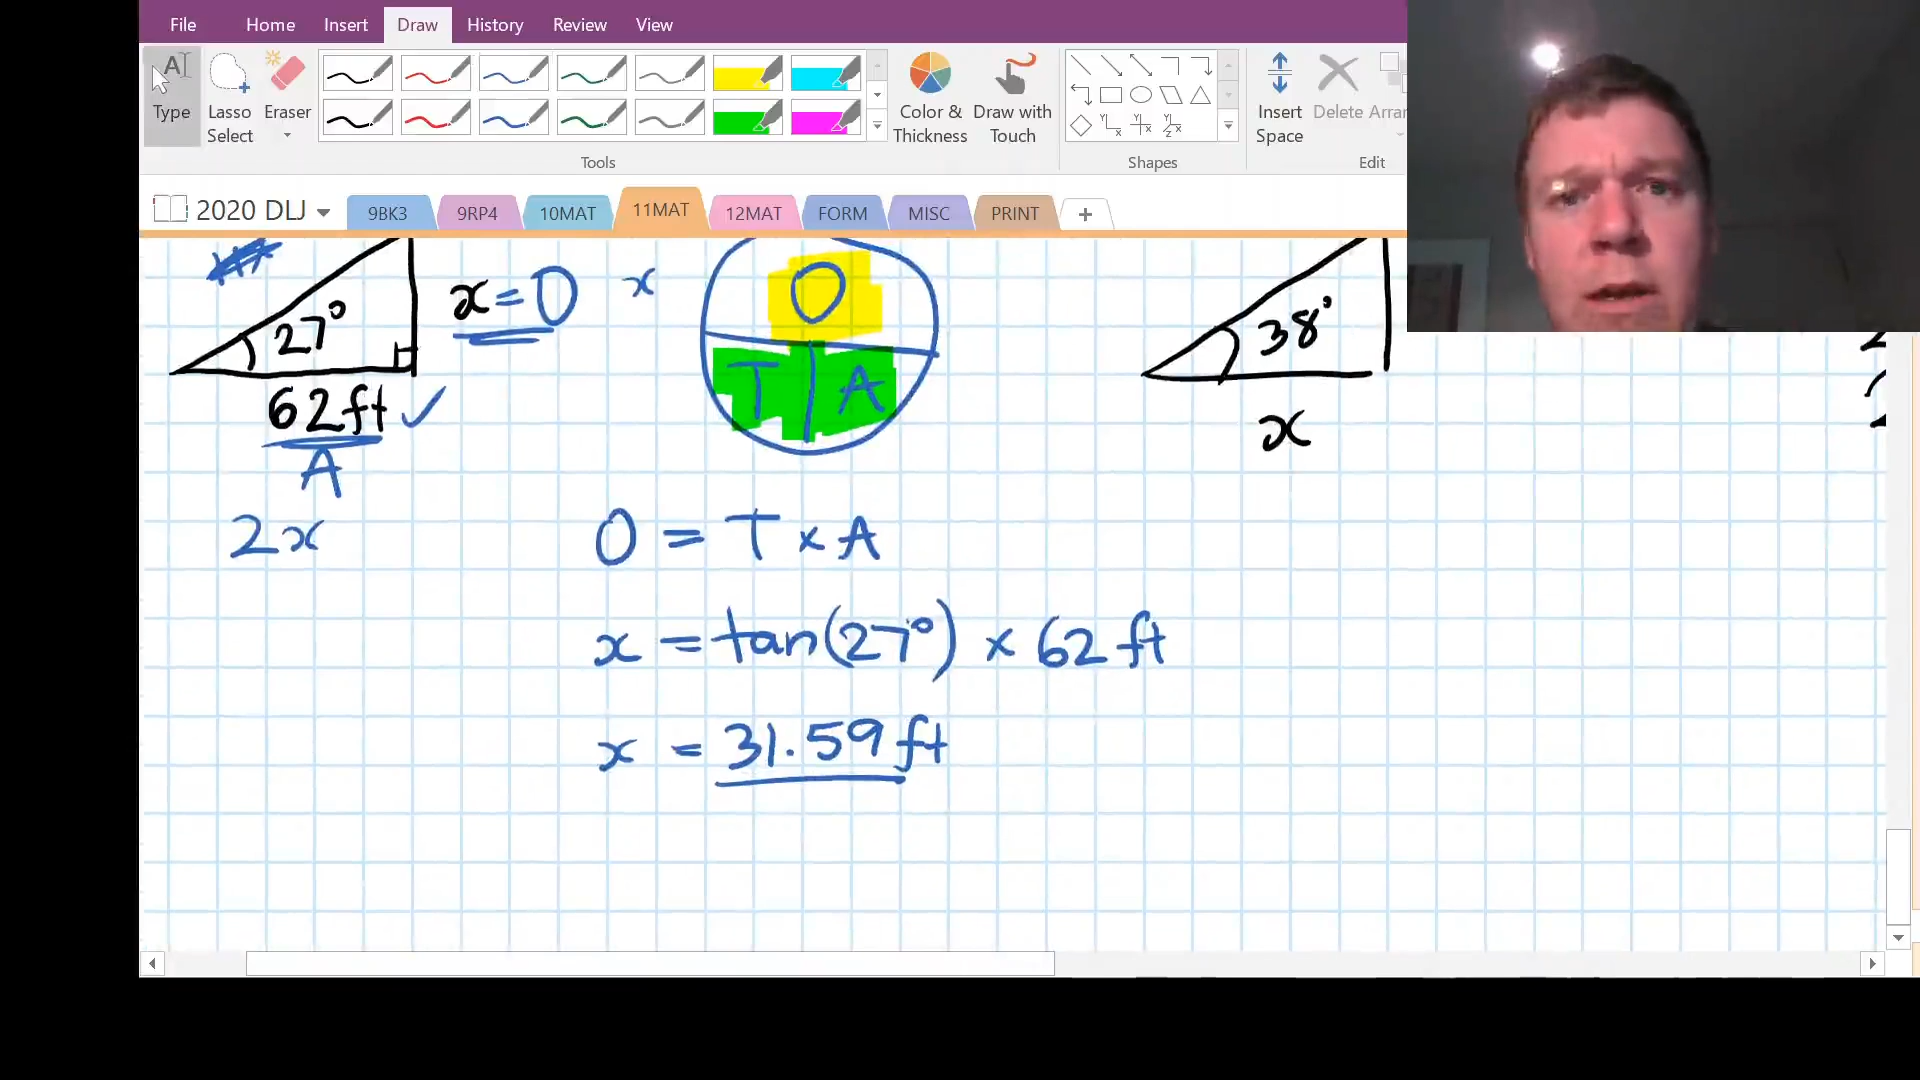 File Home Insert Draw History Review View
Type Lasso Select Eraser Color & Thickness Draw with Touch Insert Space Delete
Tools Shapes Edit
2020 DLJ 9BK3 9RP4 10MAT 11MAT 12MAT FORM MISC PRINT
x = O x
O
27°
38°
T A
62ft ✓
A
x
2x
O = T × A
x = tan(27°) × 62 ft
x = 31.59 ft